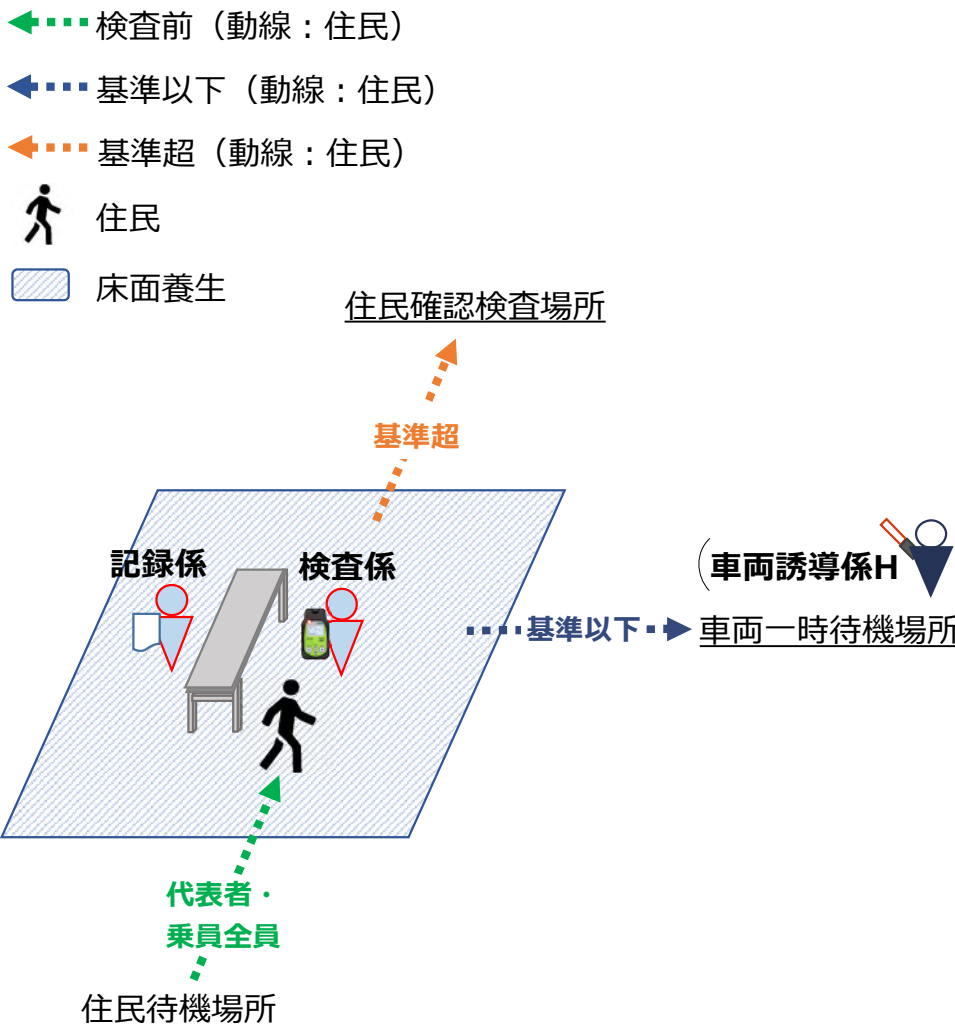 検査前（動線：住民）
基準以下（動線：住民）
基準超（動線：住民）
住民
床面養生
住民確認検査場所
基準超
記録係
検査係
（車両誘導係H
基準以下
車両一時待機場所
代表者・
乗員全員
住民待機場所